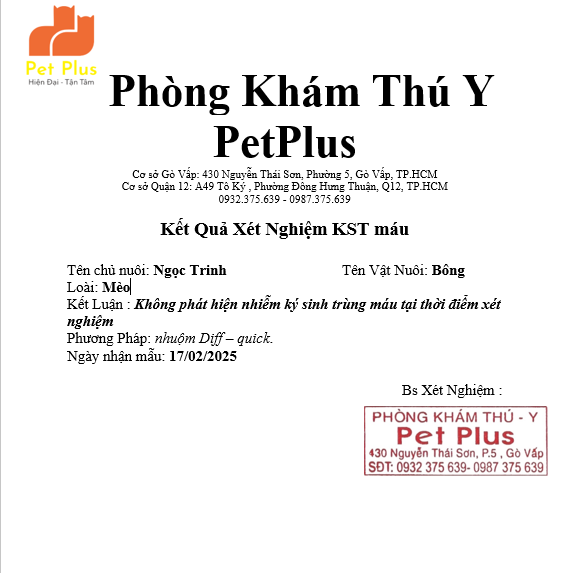 Pet Plus
Hiện Đại - Tận Tâm
Phòng Khám Thú Y
PetPlus
Cơ sở Gò Vấp: 430 Nguyễn Thái Sơn, Phường 5, Gò Vấp, TP.HCM
Cơ sở Quận 12: A49 Tô Ký , Phường Đông Hưng Thuận, Q12, TP.HCM
0932.375.639 - 0987.375.639
Kết Quả Xét Nghiệm KST máu
Tên chủ nuôi: Ngọc Trinh Tên Vật Nuôi: Bông
Loài: Mèo
Kết Luận : Không phát hiện nhiễm ký sinh trùng máu tại thời điểm xét
nghiệm
Phương Pháp: nhuộm Diff – quick.
Ngày nhận mẫu: 17/02/2025
Bs Xét Nghiệm :
PHÒNG KHÁM THÚ - Y
Pet Plus
430 Nguyễn Thái Sơn, P.5 , Gò Vấp
SĐT: 0932 375 639- 0987 375 639